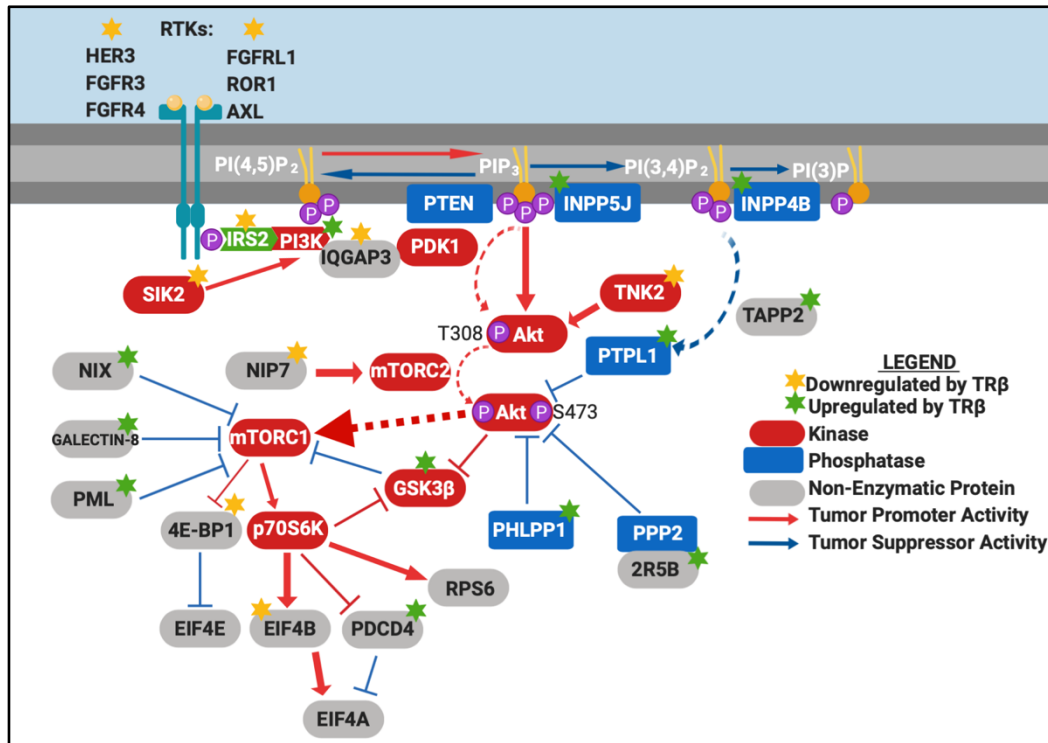 RTKs:
HER3
FGFR3
FGFR4
FGFRL1
ROR1
AXL
PI(4,5)P2
PIP3
PI(3,4)P2
PI(3)P
P P
P P P
P P
P
PTEN
INPP5J
INPP4B
P IRS2 PI3K
IQGAP3
PDK1
SIK2
TNK2
TAPP2
T308 P Akt
PTPL1
NIX
NIP7
mTORC2
P Akt P S473
GALECTIN-8
mTORC1
PML
GSK3β
4E-BP1
p70S6K
PHLPP1
PPP2
2R5B
RPS6
EIF4E
EIF4B
PDCD4
EIF4A
LEGEND
Downregulated by TRβ
Upregulated by TRβ
Kinase
Phosphatase
Non-Enzymatic Protein
Tumor Promoter Activity
Tumor Suppressor Activity